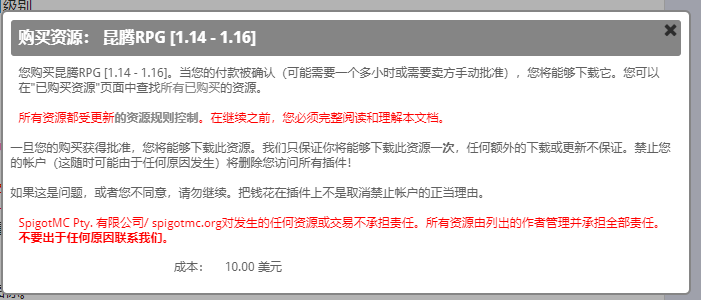 级别
购买资源： 昆腾RPG [1.14 - 1.16]
您购买昆腾RPG [1.14 - 1.16]。当您的付款被确认（可能需要一个多小时或需要卖方手动批准），您将能够下载它。您可以
在"已购买资源"页面中查找所有已购买的资源。
所有资源都受更新的资源规则控制。在继续之前，您必须完整阅读和理解本文档。
一旦您的购买获得批准，您将能够下载此资源。我们只保证你将能够下载此资源一次，任何额外的下载或更新不保证。禁止您
的帐户（这随时可能由于任何原因发生）将删除您访问所有插件！
如果这是问题，或者您不同意，请勿继续。把钱花在插件上不是取消禁止帐户的正当理由。
SpigotMC Pty. 有限公司/ spigotmc.org对发生的任何资源或交易不承担责任。所有资源由列出的作者管理并承担全部责任。
不要出于任何原因联系我们。
成本： 10.00 美元